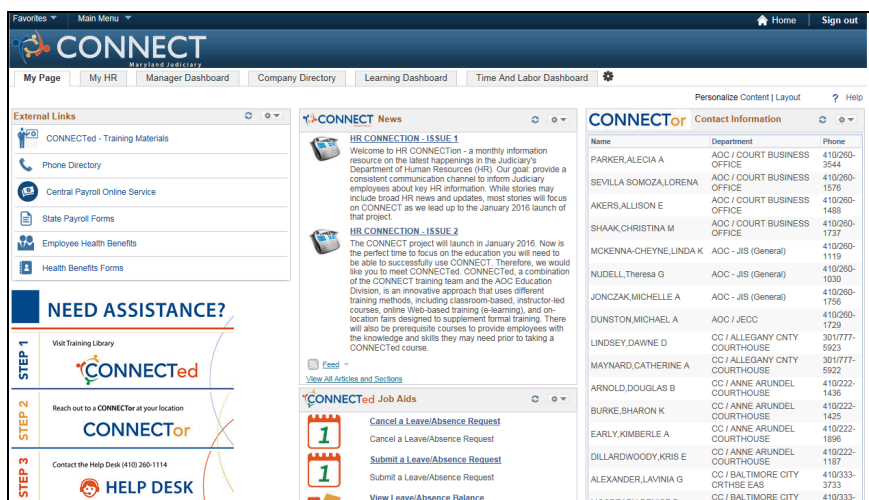 Favorites Main Menu Home Sign out
CONNECT
Maryland Judiciary
My Page My HR Manager Dashboard Company Directory Learning Dashboard Time And Labor Dashboard
Personalize Content | Layout ? Help
External Links
CONNECTed - Training Materials
Phone Directory
Central Payroll Online Service
State Payroll Forms
Employee Health Benefits
Health Benefits Forms
NEED ASSISTANCE?
STEP 1
Visit Training Library
CONNECTed
STEP 2
Reach out to a CONNECTor at your location
CONNECTor
STEP 3
Contact the Help Desk (410) 260-1114
HELP DESK
CONNECT News
HR CONNECTION - ISSUE 1
Welcome to HR CONNECTion - a monthly information
resource on the latest happenings in the Judiciary's
Department of Human Resources (HR). Our goal: provide a
consistent communication channel to inform Judiciary
employees about key HR information. While stories may
include broad HR news and updates, most stories will focus
on CONNECT as we lead up to the January 2016 launch of
that project.
HR CONNECTION - ISSUE 2
The CONNECT project will launch in January 2016. Now is
the perfect time to focus on the education you will need to
be able to successfully use CONNECT. Therefore, we would
like you to meet CONNECTed. CONNECTed, a combination
of the CONNECT training team and the AOC Education
Division, is an innovative approach that uses different
training methods, including classroom-based, instructor-led
courses, online Web-based training (e-learning), and on-
location fairs designed to supplement formal training. There
will also be prerequisite courses to provide employees with
the knowledge and skills they may need prior to taking a
CONNECTed course.
Feed
View All Articles and Sections
CONNECTed Job Aids
1
Cancel a Leave/Absence Request
Cancel a Leave/Absence Request
1
Submit a Leave/Absence Request
Submit a Leave/Absence Request
View Leave/Absence Balance
CONNECTor Contact Information
Name Department Phone
PARKER,ALECIA A AOC / COURT BUSINESS OFFICE 410/260-3544
SEVILLA SOMOZA,LORENA AOC / COURT BUSINESS OFFICE 410/260-1576
AKERS,ALLISON E AOC / COURT BUSINESS OFFICE 410/260-1488
SHAAK,CHRISTINA M AOC / COURT BUSINESS OFFICE 410/260-1737
MCKENNA-CHEYNE,LINDA K AOC - JIS (General) 410/260-1119
NUDELL,Theresa G AOC - JIS (General) 410/260-1030
JONCZAK,MICHELLE A AOC - JIS (General) 410/260-1756
DUNSTON,MICHAEL A AOC / JECC 410/260-1729
LINDSEY,DAWNE D CC / ALLEGANY CNTY COURTHOUSE 301/777-5923
MAYNARD,CATHERINE A CC / ALLEGANY CNTY COURTHOUSE 301/777-5922
ARNOLD,DOUGLAS B CC / ANNE ARUNDEL COURTHOUSE 410/222-1436
BURKE,SHARON K CC / ANNE ARUNDEL COURTHOUSE 410/222-1425
EARLY,KIMBERLE A CC / ANNE ARUNDEL COURTHOUSE 410/222-1896
DILLARDWOODY,KRIS E CC / ANNE ARUNDEL COURTHOUSE 410/222-1187
ALEXANDER,LAVINIA G CC / BALTIMORE CITY CRTHSE EAS 410/333-3733
CC / BALTIMORE CITY 410/333-